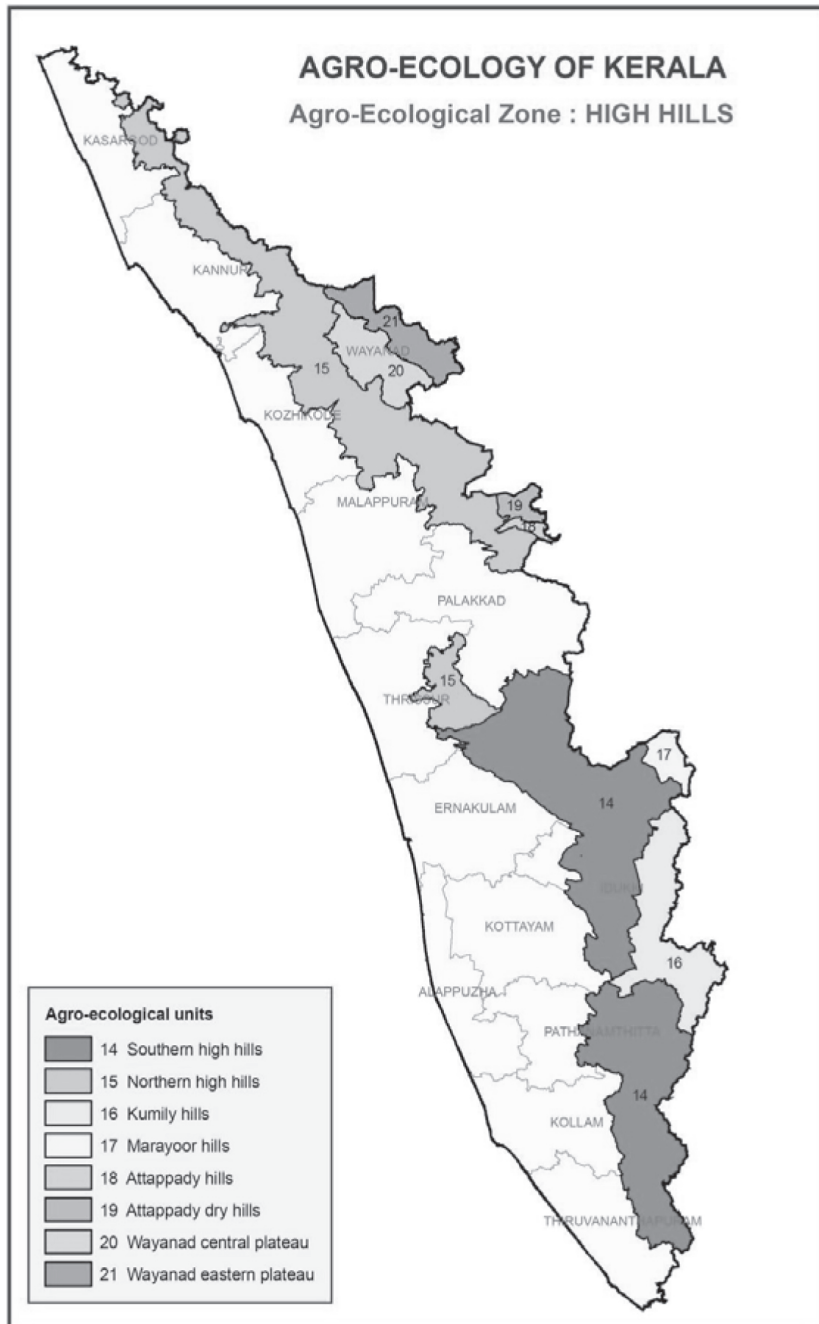 AGRO-ECOLOGY OF KERALA
Agro-Ecological Zone : HIGH HILLS
KASARGOD
KANNUR
21
WAYANAD
20
15
KOZHIKODE
MALAPPURAM
19
18
PALAKKAD
15
THRISSUR
17
14
ERNAKULAM
IDUKKI
KOTTAYAM
16
ALAPPUZHA
PATHANAMTHITTA
14
KOLLAM
THIRUVANANTHAPURAM
Agro-ecological units
14 Southern high hills
15 Northern high hills
16 Kumily hills
17 Marayoor hills
18 Attappady hills
19 Attappady dry hills
20 Wayanad central plateau
21 Wayanad eastern plateau